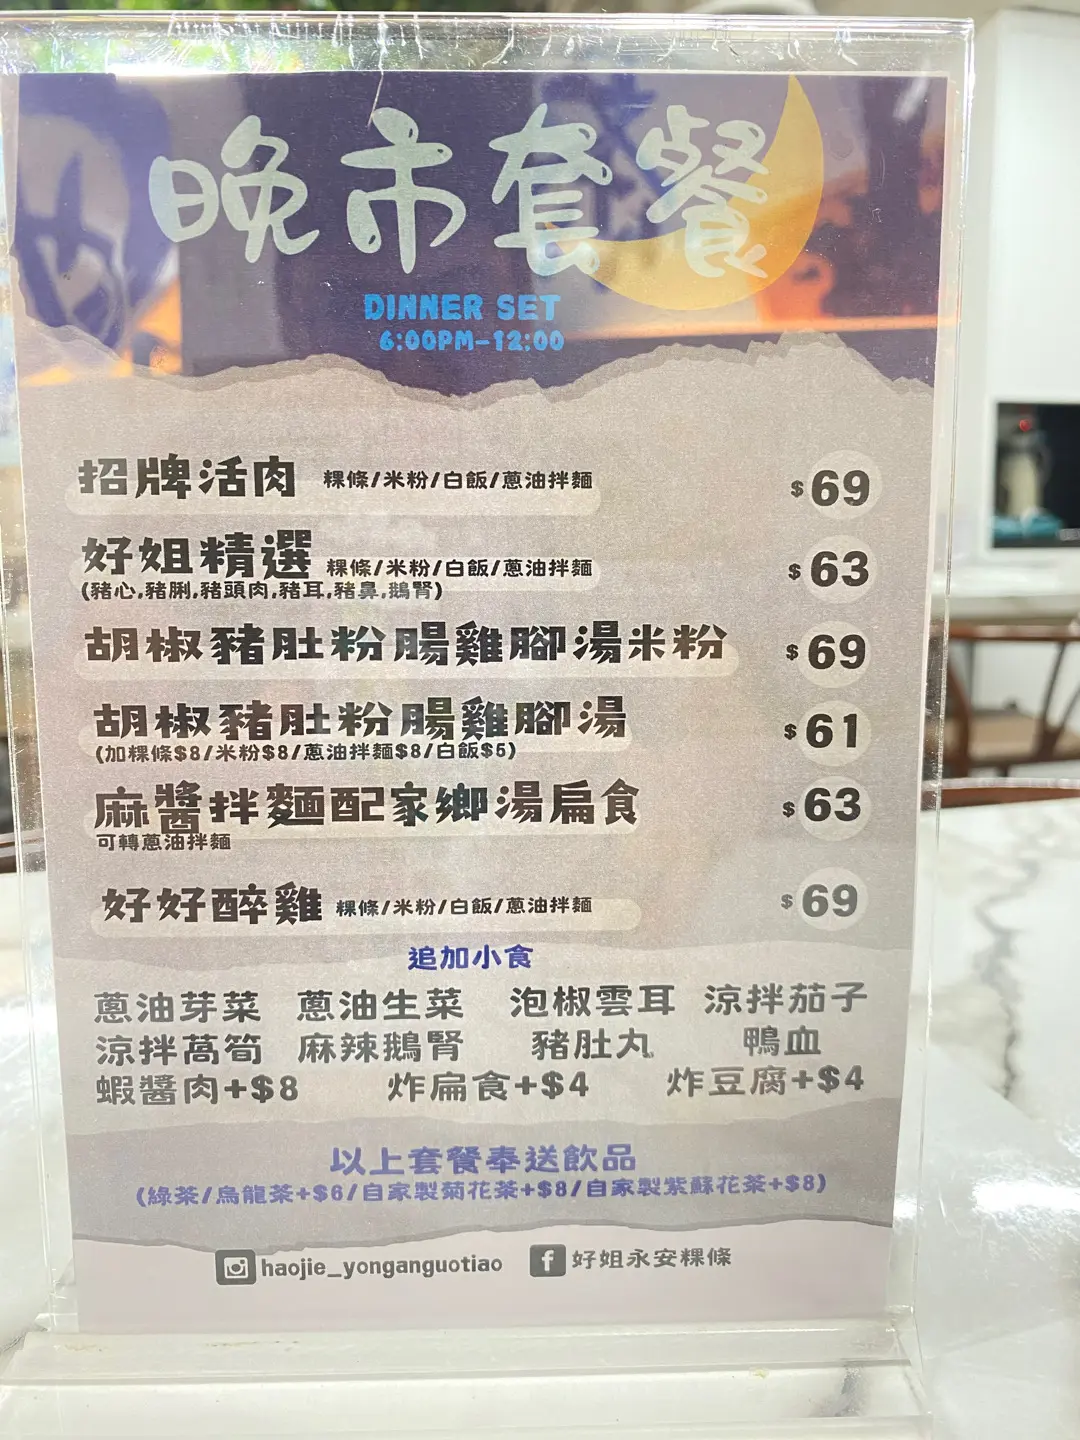 晚市套餐
DINNER SET
6:00PM-12:00
招牌活肉 粿條/米粉/白飯/蔥油拌麵 $69
好姐精選 粿條/米粉/白飯/蔥油拌麵 $63
(豬心,豬脷,豬頭肉,豬耳,豬鼻,鵝腎)
胡椒豬肚粉腸雞腳湯米粉 $69
胡椒豬肚粉腸雞腳湯 $61
(加粿條$8/米粉$8/蔥油拌麵$8/白飯$5)
麻醬拌麵配家鄉湯扁食 $63
可轉蔥油拌麵
好好醉雞 粿條/米粉/白飯/蔥油拌麵 $69
追加小食
蔥油芽菜 蔥油生菜 泡椒雲耳 涼拌茄子
涼拌萵筍 麻辣鵝腎 豬肚丸 鴨血
蝦醬肉+$8 炸扁食+$4 炸豆腐+$4
以上套餐奉送飲品
(綠茶/烏龍茶+$6/自家製菊花茶+$8/自家製紫蘇花茶+$8)
haojie_yonganguotiao f 好姐永安粿條